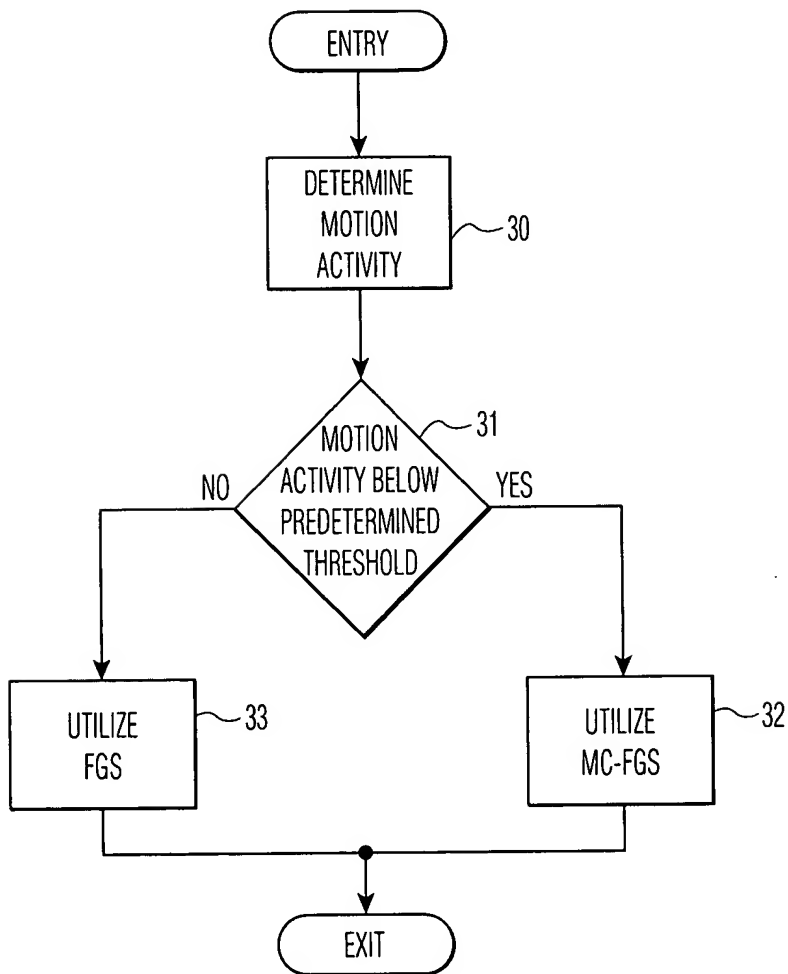 ENTRY
DETERMINE
MOTION
ACTIVITY
30
MOTION
ACTIVITY BELOW
PREDETERMINED
THRESHOLD
31
NO
YES
UTILIZE
FGS
33
UTILIZE
MC-FGS
32
EXIT